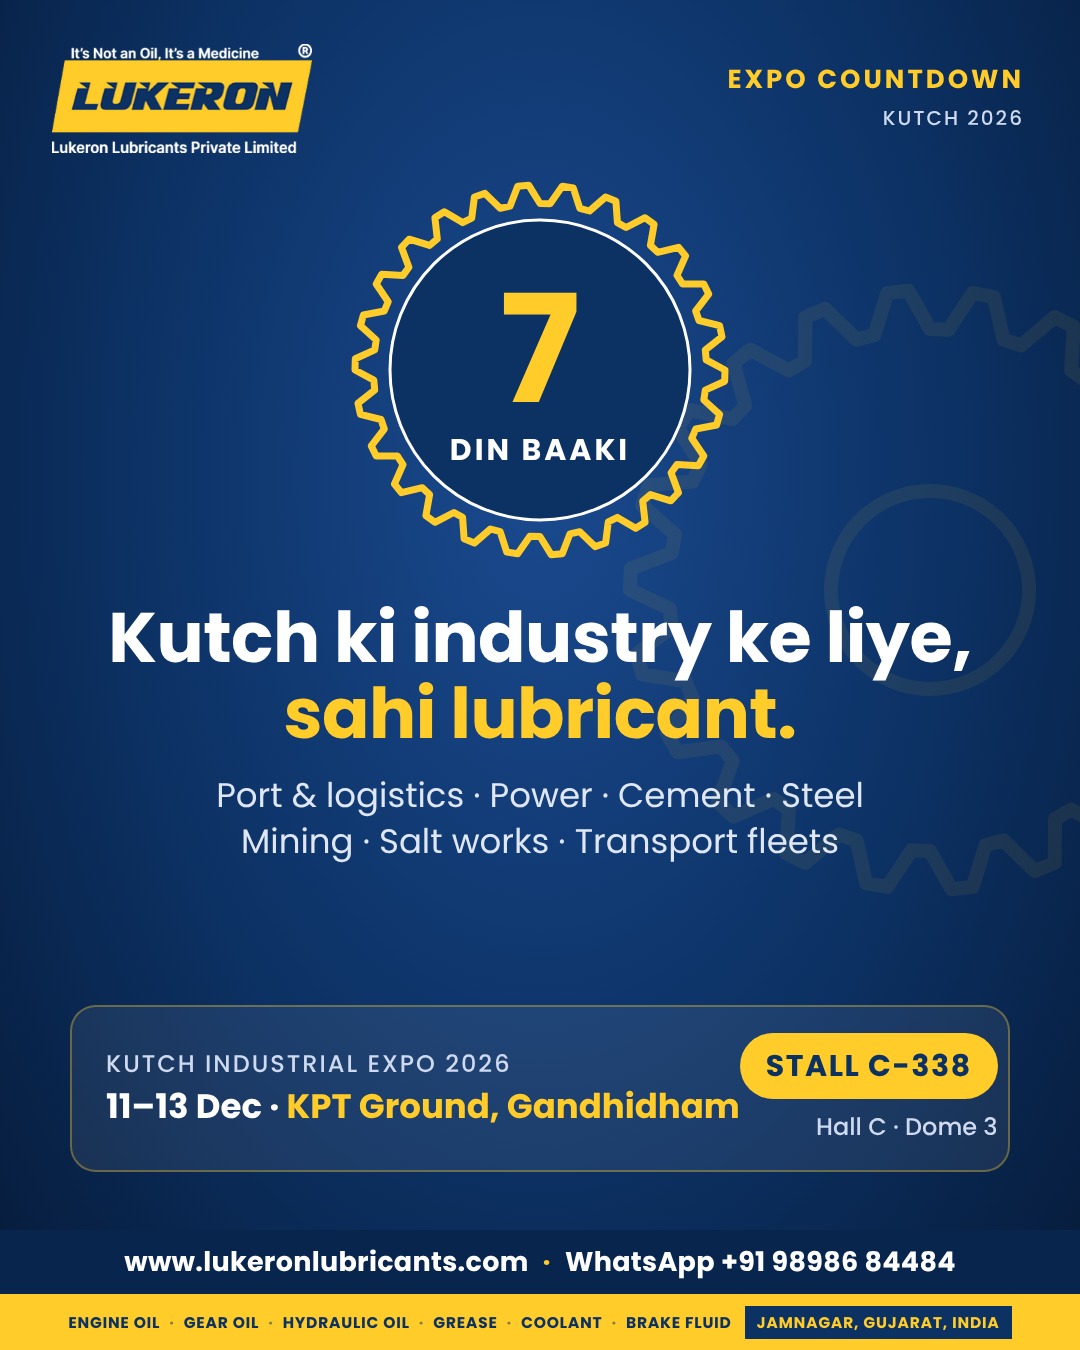 It's Not an Oil, It's a Medicine
®
LUKERON
Lukeron Lubricants Private Limited
EXPO COUNTDOWN
KUTCH 2026
7
DIN BAAKI
Kutch ki industry ke liye,
sahi lubricant.
Port & logistics · Power · Cement · Steel
Mining · Salt works · Transport fleets
KUTCH INDUSTRIAL EXPO 2026
11–13 Dec · KPT Ground, Gandhidham
STALL C-338
Hall C · Dome 3
www.lukeronlubricants.com · WhatsApp +91 98986 84484
ENGINE OIL · GEAR OIL · HYDRAULIC OIL · GREASE · COOLANT · BRAKE FLUID JAMNAGAR, GUJARAT, INDIA